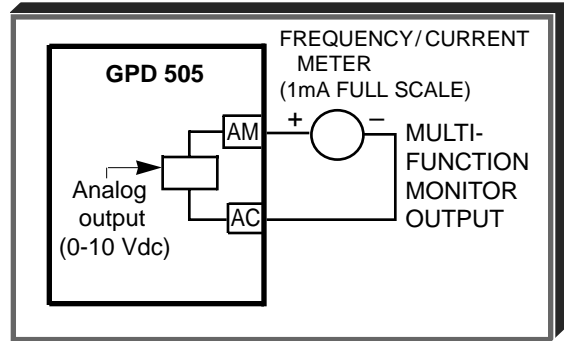 GPD 505
FREQUENCY/CURRENT
METER
(1mA FULL SCALE)
+
–
AM
MULTI-
FUNCTION
MONITOR
OUTPUT
Analog
output
(0-10 Vdc)
AC